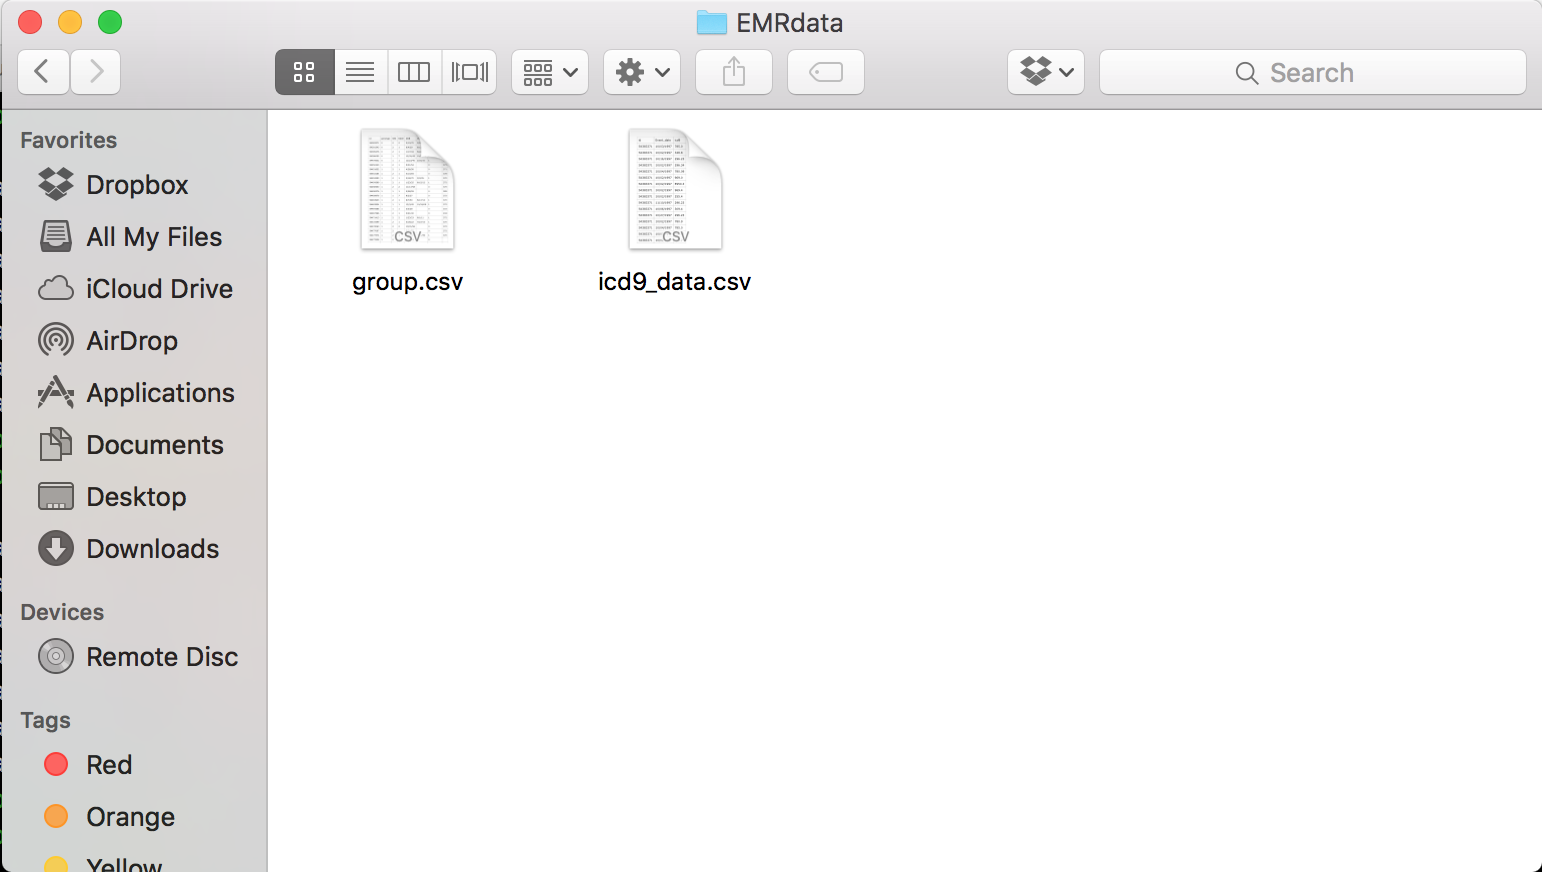 EMRdata
Search
Favorites
Dropbox
All My Files
iCloud Drive
AirDrop
Applications
Documents
Desktop
Downloads
Devices
Remote Disc
Tags
Red
Orange
Yellow
CSV
group.csv
CSV
icd9_data.csv